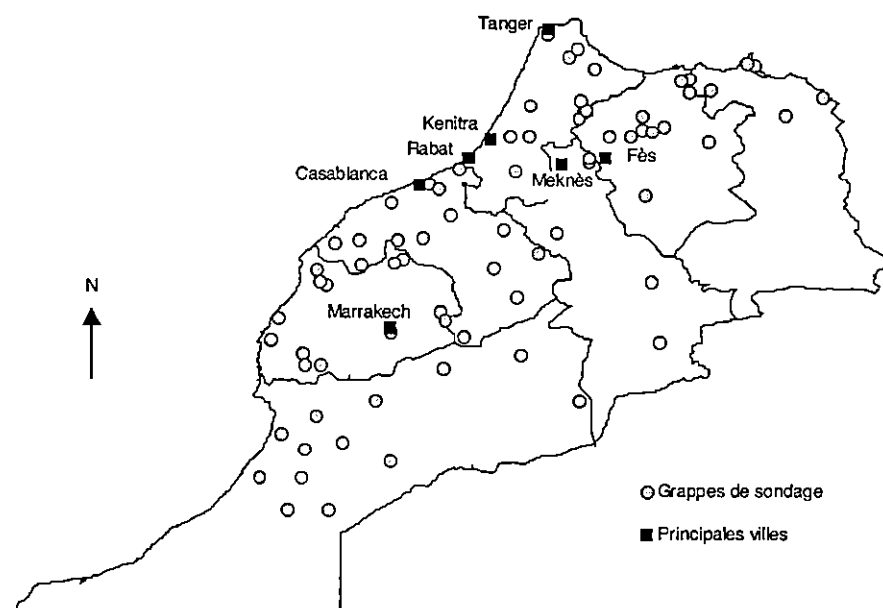 Tanger
Kenitra
Rabat
Casablanca
Meknès
Fès
N
Marrakech
Grappes de sondage
Principales villes